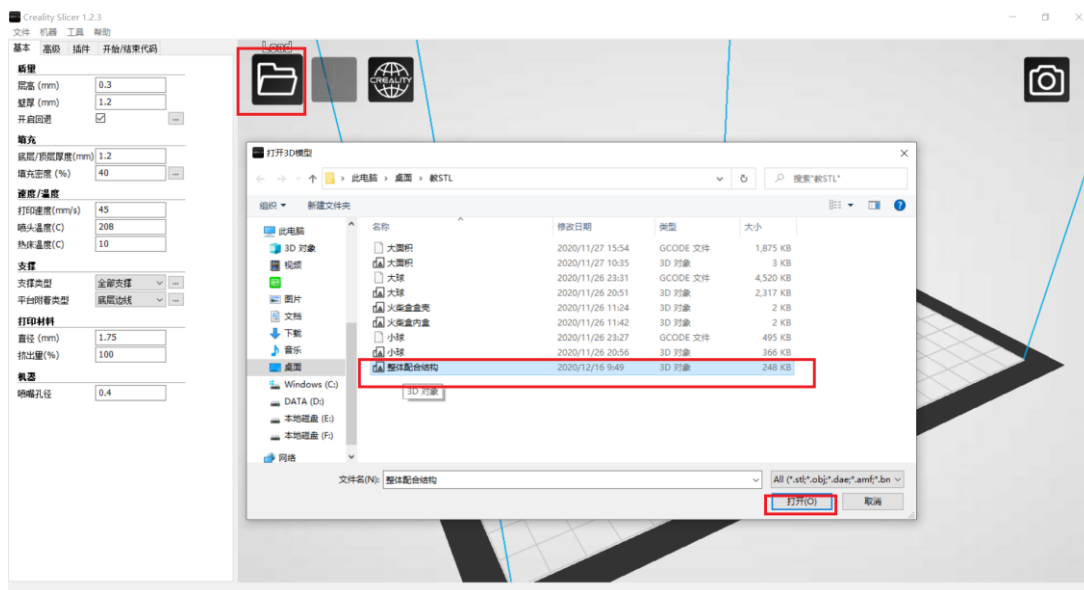 Creality Slicer 1.2.3
文件 机器 工具 帮助
基本 高级 插件 开始/结束代码
质量
层高 (mm) 0.3
壁厚 (mm) 1.2
开启回退
填充
底层/顶层厚度(mm) 1.2
填充密度 (%) 40
速度/温度
打印速度(mm/s) 45
喷头温度(C) 208
热床温度(C) 10
支撑
支撑类型 全部支撑
平台附着类型 底层边线
打印材料
直径 (mm) 1.75
挤出量(%) 100
机器
喷嘴孔径 0.4
Load
CREALITY
打开3D模型
此电脑 › 桌面 › 教STL
搜索"教STL"
组织 新建文件夹
名称 修改日期 类型 大小
大面积 2020/11/27 15:54 GCODE 文件 1,875 KB
大面积 2020/11/27 10:35 3D 对象 3 KB
大球 2020/11/26 23:31 GCODE 文件 4,520 KB
大球 2020/11/26 20:51 3D 对象 2,317 KB
火柴盒盒壳 2020/11/26 11:24 3D 对象 2 KB
火柴盒内盒 2020/11/26 11:42 3D 对象 2 KB
小球 2020/11/26 23:27 GCODE 文件 495 KB
小球 2020/11/26 20:56 3D 对象 366 KB
整体配合结构 2020/12/16 9:49 3D 对象 248 KB
3D 对象
此电脑
3D 对象
视频
图片
文档
下载
音乐
桌面
Windows (C:)
DATA (D:)
本地磁盘 (E:)
本地磁盘 (F:)
网络
文件名(N): 整体配合结构 All (*.stl;*.obj;*.dae;*.amf;*.bn
打开(O) 取消